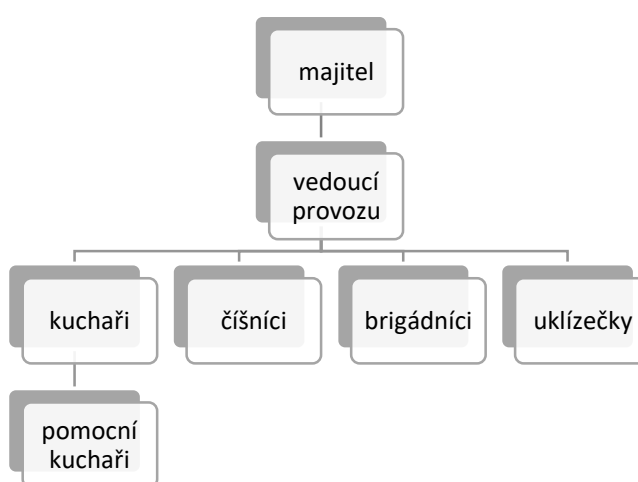 majitel
vedoucí
provozu
kuchaři
číšníci
brigádníci
uklízečky
pomocní
kuchaři